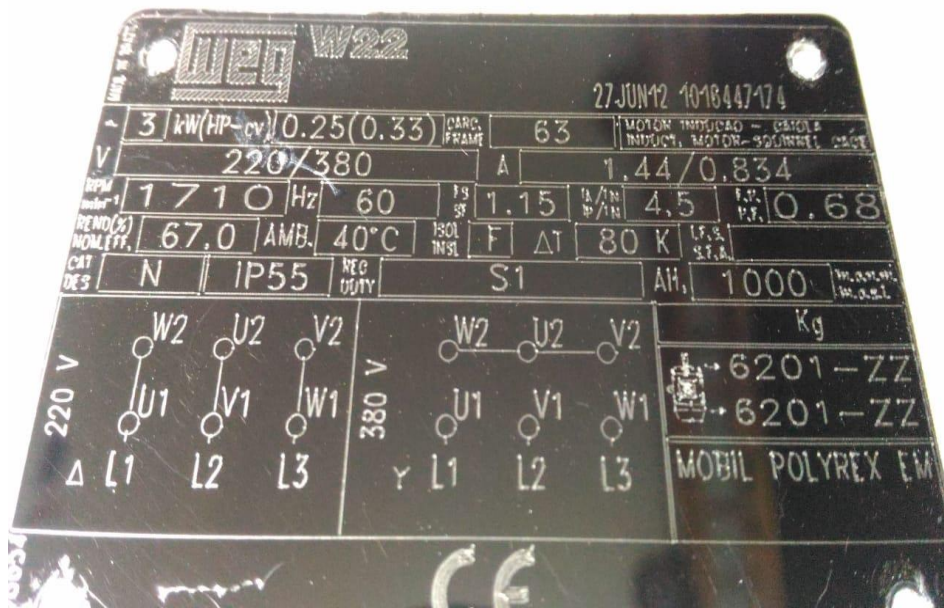 WEG W22
27JUN12 1016447174
~ 3 kW(HP-cv) 0.25(0.33) CARC. FRAME 63 MOTOR INDUCAO - GAIOLA
INDUCT. MOTOR-SQUIRREL CAGE
V 220/380 A 1.44/0.834
RPM min⁻¹ 1710 Hz 60 FS SF 1.15 IA/IN IP/IN 4.5 F.P. P.F. 0.68
REND(%) NOM.EFF. 67.0 AMB. 40°C ISOL INSL F ΔT 80 K I.F.S. S.F.A.
CAT DES N IP55 REG DUTY S1 AH. 1000 m.a.n.m m.a.s.l
Kg
220 V
W2 U2 V2
U1 V1 W1
Δ L1 L2 L3
380 V
W2 U2 V2
U1 V1 W1
Y L1 L2 L3
→6201-ZZ
→6201-ZZ
MOBIL POLYREX EM
CE